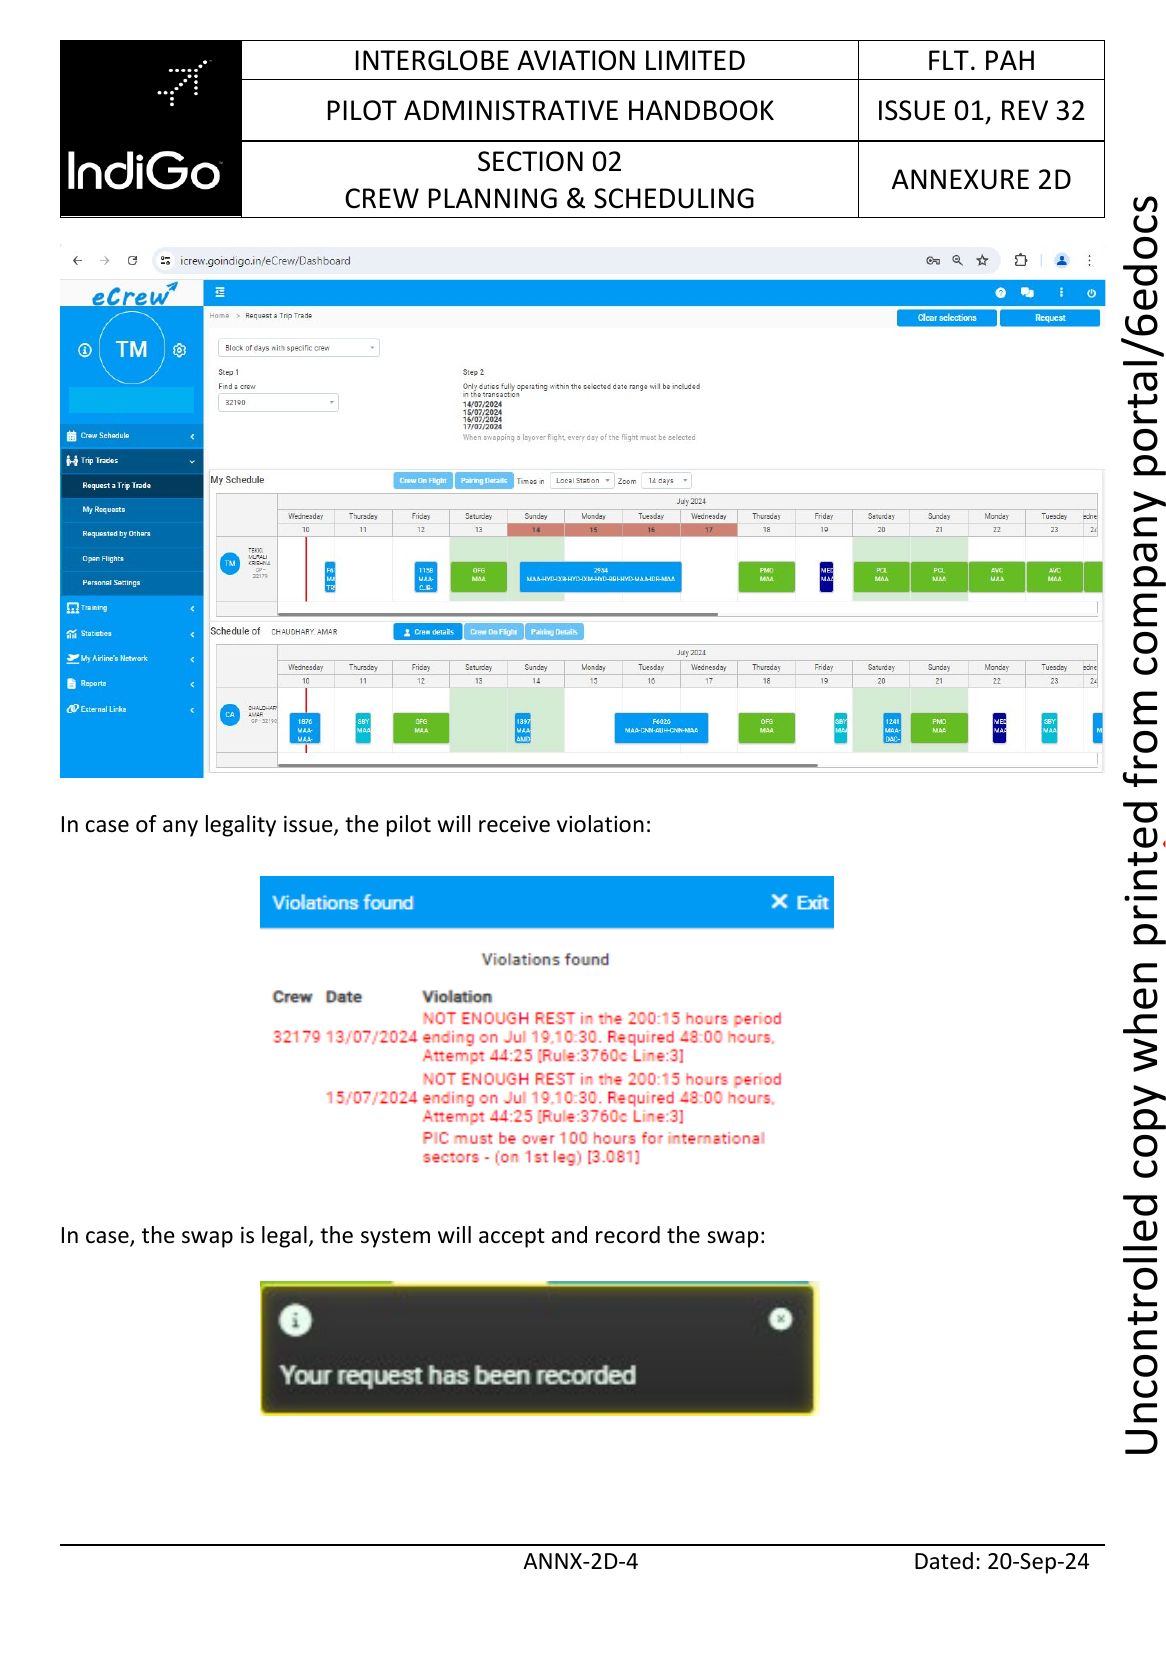 IndiGo
INTERGLOBE AVIATION LIMITED
FLT. PAH
PILOT ADMINISTRATIVE HANDBOOK
ISSUE 01, REV 32
SECTION 02
CREW PLANNING & SCHEDULING
ANNEXURE 2D
icrew.goindigo.in/eCrew/Dashboard
eCrew
Home > Request a Trip Trade
Clear selections
Request
TM
Block of days with specific crew
Step 1
Find a crew
32190
Step 2
Only duties fully operating within the selected date range will be included
in the transaction
14/07/2024
15/07/2024
16/07/2024
17/07/2024
When swapping a layover flight, every day of the flight must be selected
Crew Schedule
Trip Trades
Request a Trip Trade
My Requests
Requested by Others
Open Flights
Personal Settings
Training
Statistics
My Airline's Network
Reports
External Links
My Schedule
Crew On Flight
Pairing Details
Times in
Local Station
Zoom
14 days
July 2024
Wednesday Thursday Friday Saturday Sunday Monday Tuesday Wednesday Thursday Friday Saturday Sunday Monday Tuesday
10 11 12 13 14 15 16 17 18 19 20 21 22 23
TM
32179
1158 OFG 2934 PMO MED PCL PCL AVC AVC
MAA- MAA MAA MAA MAA MAA MAA MAA
Schedule of CHAUDHARY, AMAR
Crew details
Crew On Flight
Pairing Details
July 2024
Wednesday Thursday Friday Saturday Sunday Monday Tuesday Wednesday Thursday Friday Saturday Sunday Monday Tuesday
10 11 12 13 14 15 16 17 18 19 20 21 22 23
CA
AMAR
1876 SBY OFG 1397 F6026 OFG SBY 1241 PMO MED SBY
MAA- MAA MAA MAA MAA-CNN-AUH-CNN-MAA MAA MAA MAA- MAA MAA MAA
In case of any legality issue, the pilot will receive violation:
Violations found
Exit
Violations found
Crew Date Violation
NOT ENOUGH REST in the 200:15 hours period
32179 13/07/2024 ending on Jul 19,10:30. Required 48:00 hours,
Attempt 44:25 [Rule:3760c Line:3]
NOT ENOUGH REST in the 200:15 hours period
15/07/2024 ending on Jul 19,10:30. Required 48:00 hours,
Attempt 44:25 [Rule:3760c Line:3]
PIC must be over 100 hours for international
sectors - (on 1st leg) [3.081]
In case, the swap is legal, the system will accept and record the swap:
Your request has been recorded
ANNX-2D-4
Dated: 20-Sep-24
Uncontrolled copy when printed from company portal/6edocs